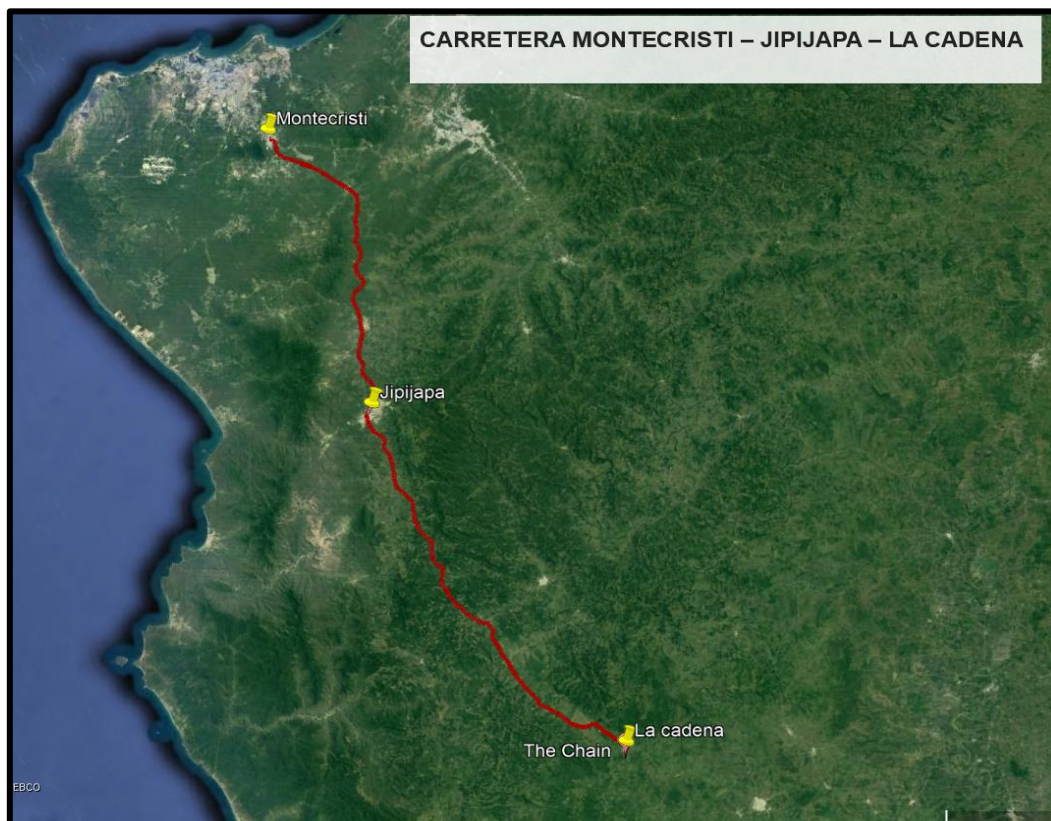 CARRETERA MONTECRISTI – JIPIJAPA – LA CADENA
Montecristi
Jipijapa
La cadena
The Chain
EBCO